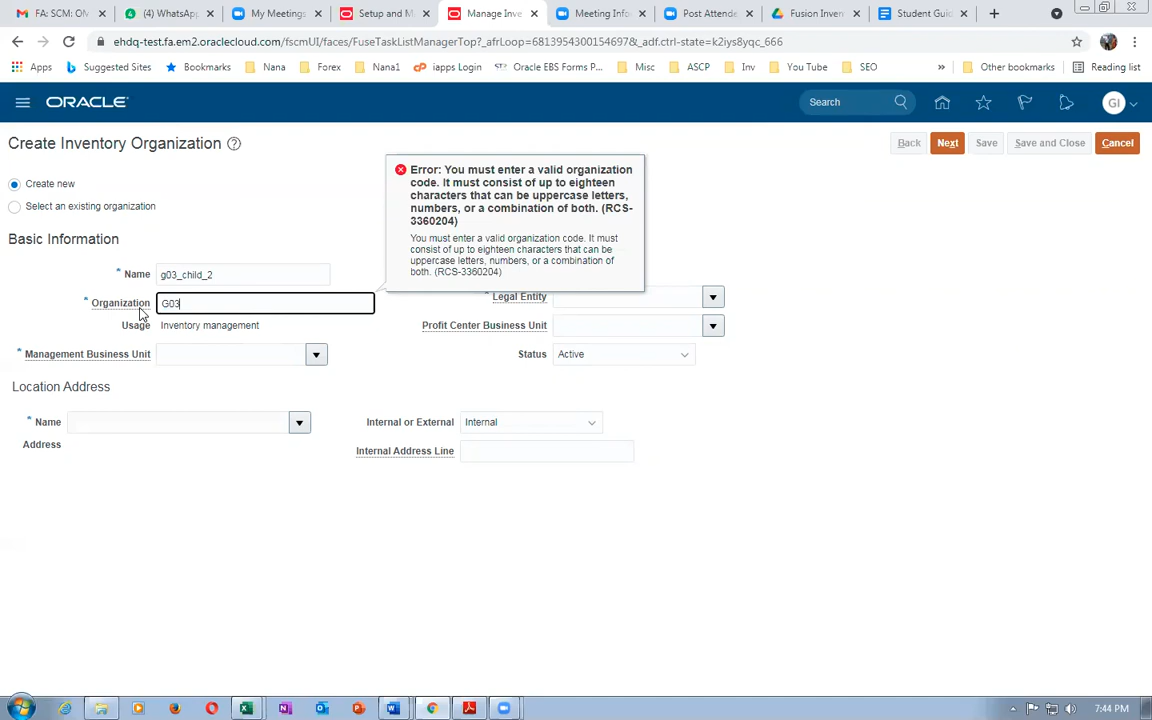 FA: SCM: OM
(4) WhatsApp
My Meetings
Setup and M
Manage Inve
Meeting Info
Post Attende
Fusion Inven
Student Guid
ehdq-test.fa.em2.oraclecloud.com/fscmUI/faces/FuseTaskListManagerTop?_afrLoop=6813954300154697&_adf.ctrl-state=k2iys8yqc_666
Apps
Suggested Sites
Bookmarks
Nana
Forex
Nana1
iapps Login
Oracle EBS Forms P...
Misc
ASCP
Inv
You Tube
SEO
»
Other bookmarks
Reading list
ORACLE
Search
GI
Create Inventory Organization ?
Back
Next
Save
Save and Close
Cancel
Create new
Select an existing organization
Error: You must enter a valid organization
code. It must consist of up to eighteen
characters that can be uppercase letters,
numbers, or a combination of both. (RCS-
3360204)
You must enter a valid organization code. It must
consist of up to eighteen characters that can be
uppercase letters, numbers, or a combination of
both. (RCS-3360204)
Basic Information
* Name g03_child_2
* Organization G03
* Legal Entity
Usage Inventory management
Profit Center Business Unit
* Management Business Unit
Status Active
Location Address
* Name
Internal or External Internal
Address
Internal Address Line
7:44 PM